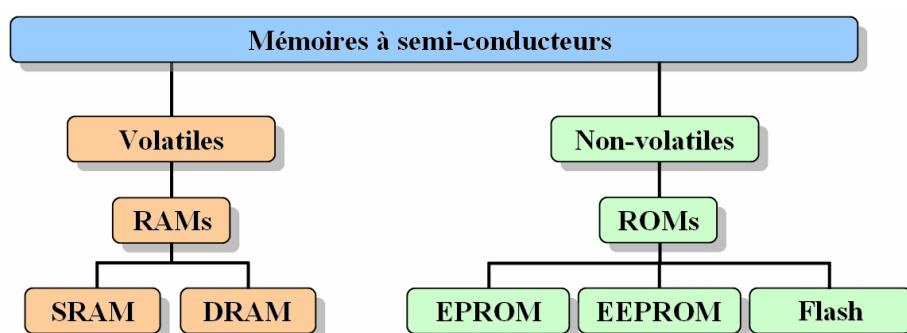 Mémoires à semi-conducteurs
Volatiles
Non-volatiles
RAMs
ROMs
SRAM
DRAM
EPROM
EEPROM
Flash